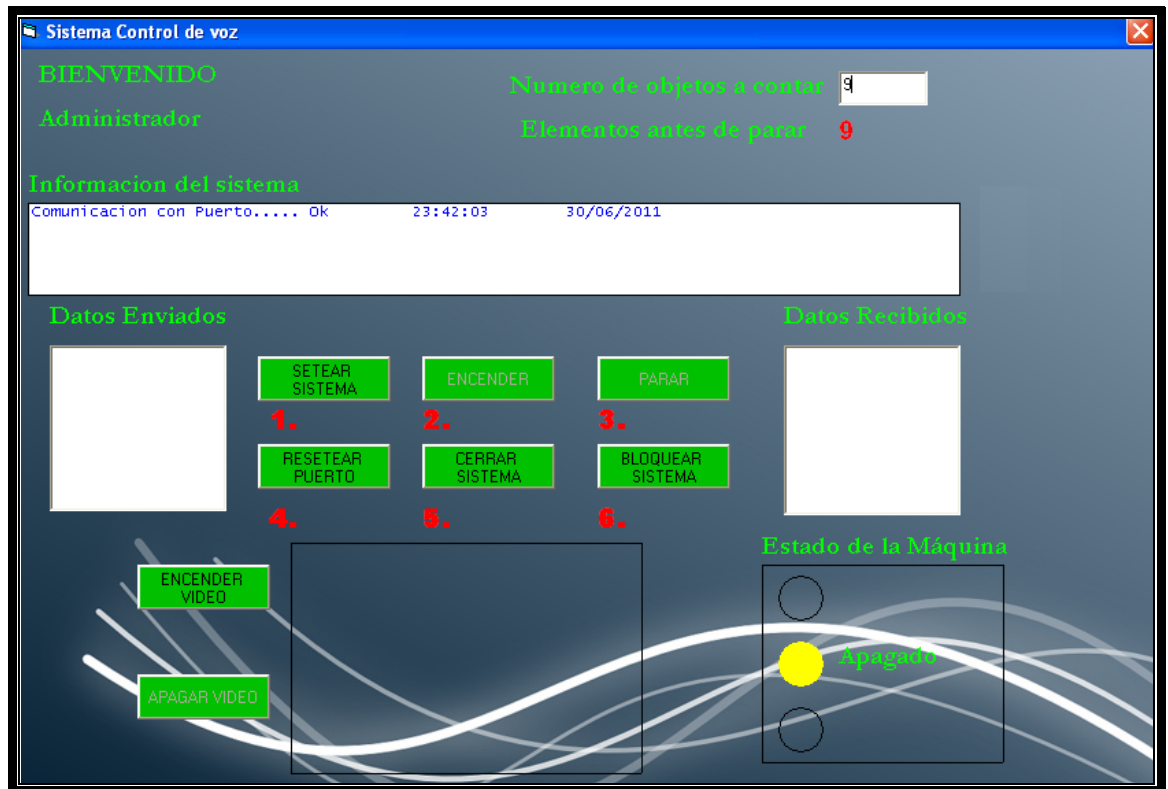 Sistema Control de voz
BIENVENIDO
Numero de objetos a contar 9
Administrador
Elementos antes de parar 9
Informacion del sistema
Comunicacion con Puerto..... Ok 23:42:03 30/06/2011
Datos Enviados
Datos Recibidos
SETEAR
SISTEMA
ENCENDER
PARAR
1.
2.
3.
RESETEAR
PUERTO
CERRAR
SISTEMA
BLOQUEAR
SISTEMA
4.
5.
6.
Estado de la Máquina
ENCENDER
VIDEO
Apagado
APAGAR VIDEO